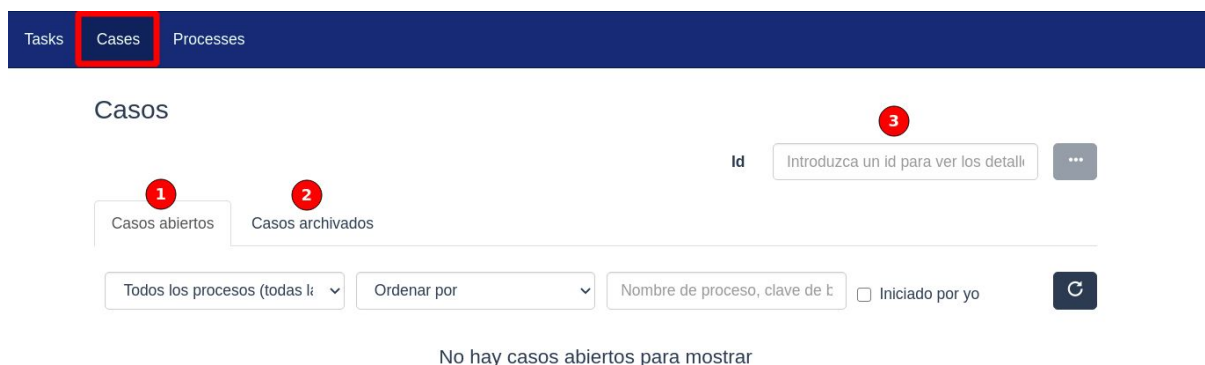 Tasks Cases Processes
Casos
3
Id Introduzca un id para ver los detalle
1 2
Casos abiertos Casos archivados
Todos los procesos (todas la Ordenar por Nombre de proceso, clave de b Iniciado por yo
No hay casos abiertos para mostrar